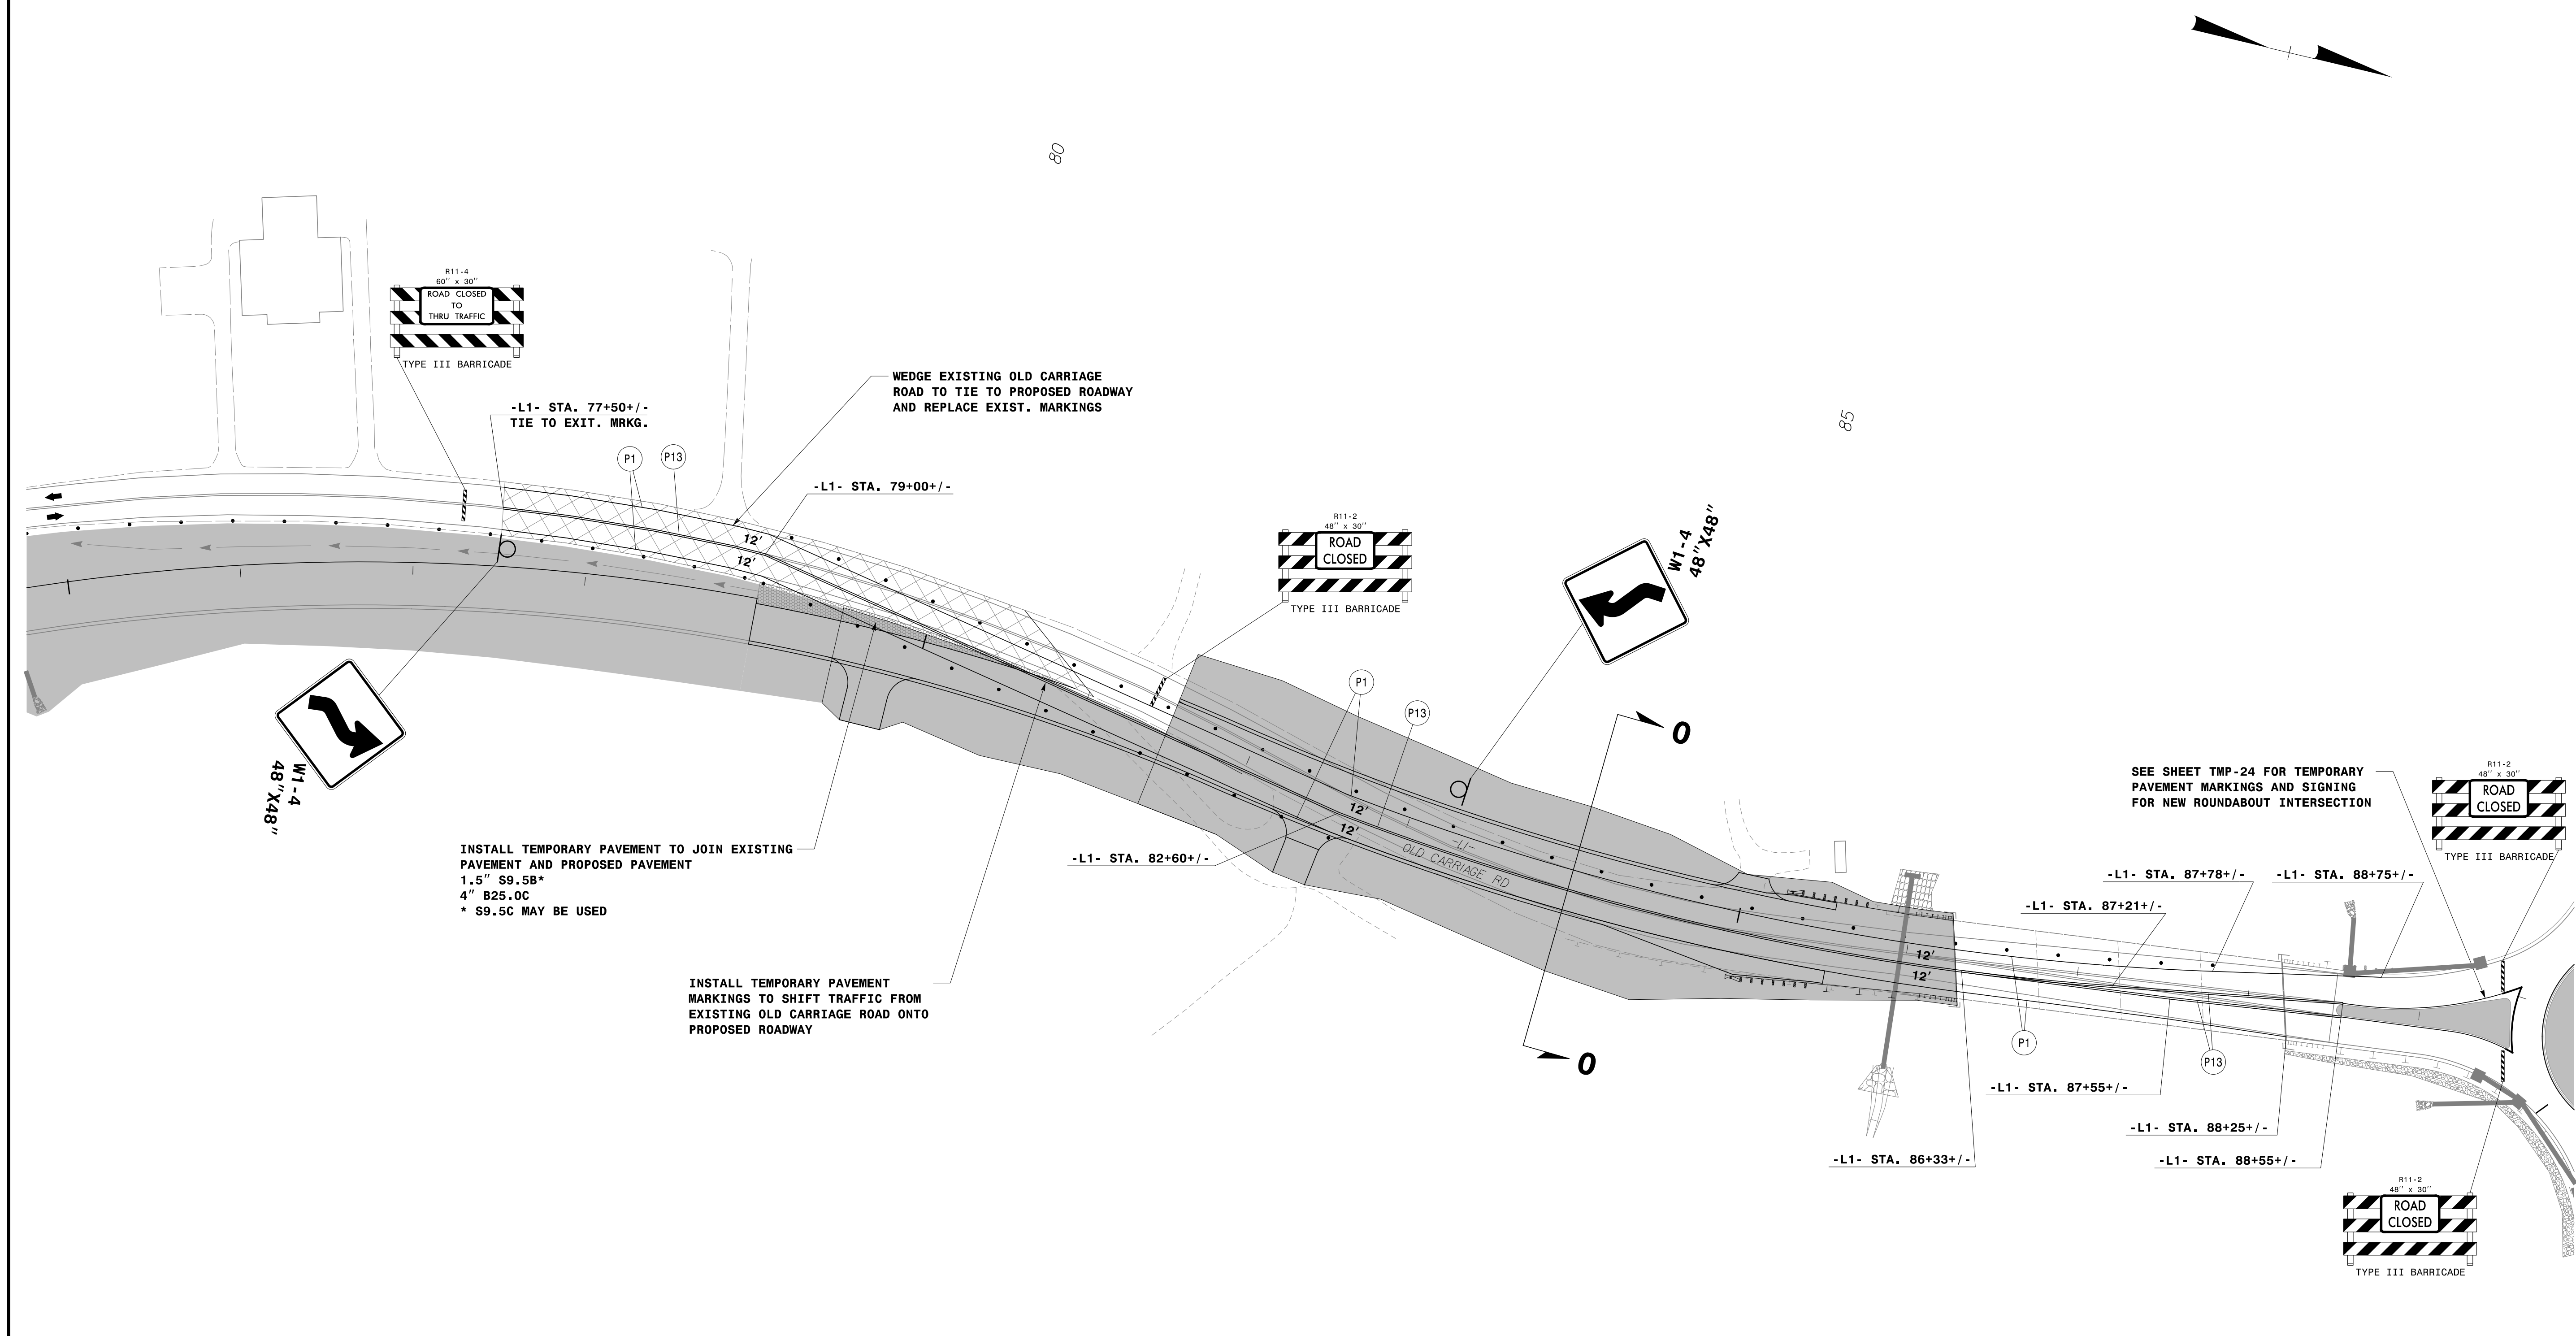 80
R11-4
60" x 30"
ROAD CLOSED
TO
THRU TRAFFIC
TYPE III BARRICADE
WEDGE EXISTING OLD CARRIAGE
ROAD TO TIE TO PROPOSED ROADWAY
AND REPLACE EXIST. MARKINGS
-L1- STA. 77+50+/-
TIE TO EXIT. MRKG.
P1
P13
-L1- STA. 79+00+/-
12'
12'
85
R11-2
48" x 30"
ROAD
CLOSED
TYPE III BARRICADE
W1-4
48"X48"
W1-4
48"X48"
P1
P13
0
0
12'
12'
-L1-
OLD CARRIAGE RD
-L1- STA. 82+60+/-
INSTALL TEMPORARY PAVEMENT TO JOIN EXISTING
PAVEMENT AND PROPOSED PAVEMENT
1.5" S9.5B*
4" B25.0C
* S9.5C MAY BE USED
INSTALL TEMPORARY PAVEMENT
MARKINGS TO SHIFT TRAFFIC FROM
EXISTING OLD CARRIAGE ROAD ONTO
PROPOSED ROADWAY
SEE SHEET TMP-24 FOR TEMPORARY
PAVEMENT MARKINGS AND SIGNING
FOR NEW ROUNDABOUT INTERSECTION
R11-2
48" x 30"
ROAD
CLOSED
TYPE III BARRICADE
-L1- STA. 87+78+/-
-L1- STA. 88+75+/-
-L1- STA. 87+21+/-
12'
12'
P1
P13
-L1- STA. 87+55+/-
-L1- STA. 88+25+/-
-L1- STA. 86+33+/-
-L1- STA. 88+55+/-
R11-2
48" x 30"
ROAD
CLOSED
TYPE III BARRICADE